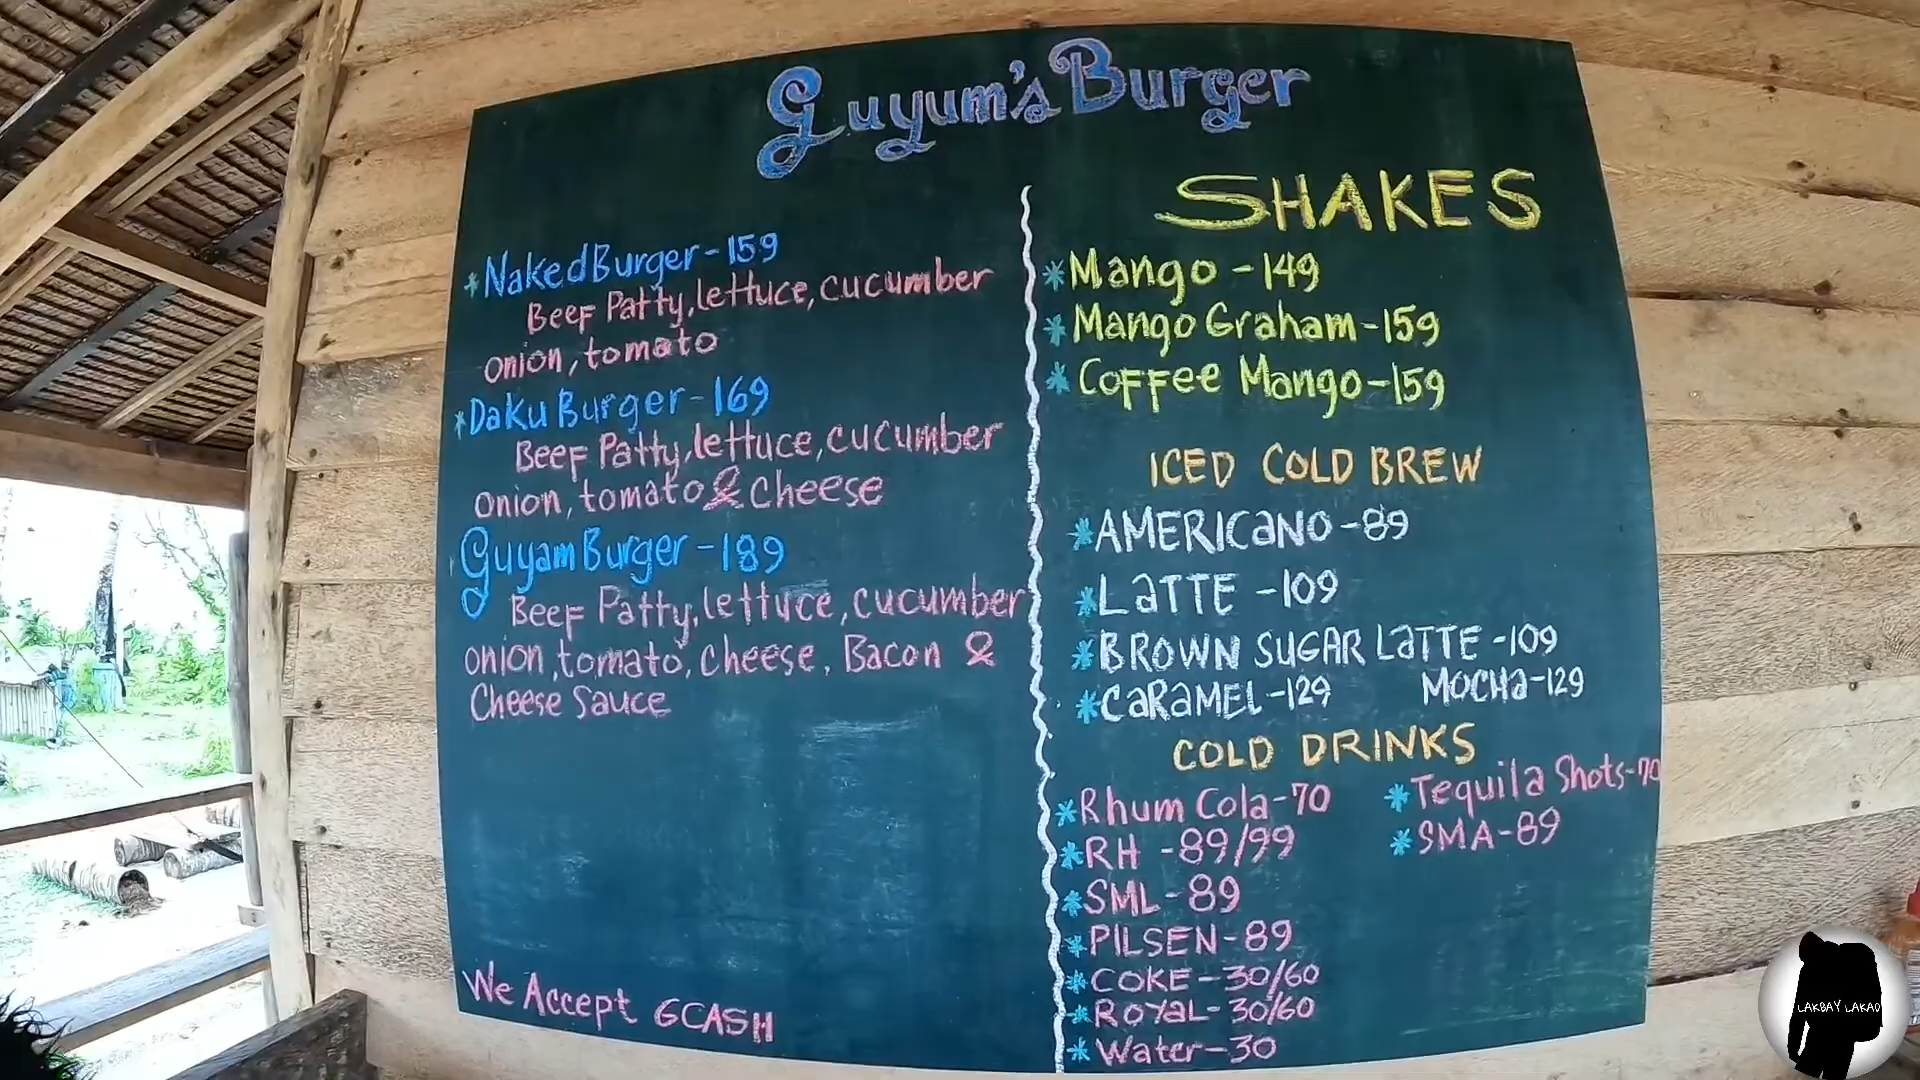 Guyum's Burger
*Naked Burger-159
Beef Patty, lettuce, cucumber
onion, tomato
*Daku Burger-169
Beef Patty, lettuce, cucumber
onion, tomato & cheese
Guyam Burger-189
Beef Patty, lettuce, cucumber
onion, tomato, cheese, Bacon &
Cheese Sauce
We Accept GCASH
SHAKES
*Mango-149
*Mango Graham-159
*Coffee Mango-159
ICED COLD BREW
*AMERICANO-89
*LATTE-109
*BROWN SUGAR LATTE-109
*CARAMEL-129 MOCHA-129
COLD DRINKS
*Rhum Cola-70 *Tequila Shots-70
*RH-89/99 *SMA-89
*SML-89
*PILSEN-89
*COKE-30/60
*ROYAL-30/60
*Water-30
LAKBAY LAKAO